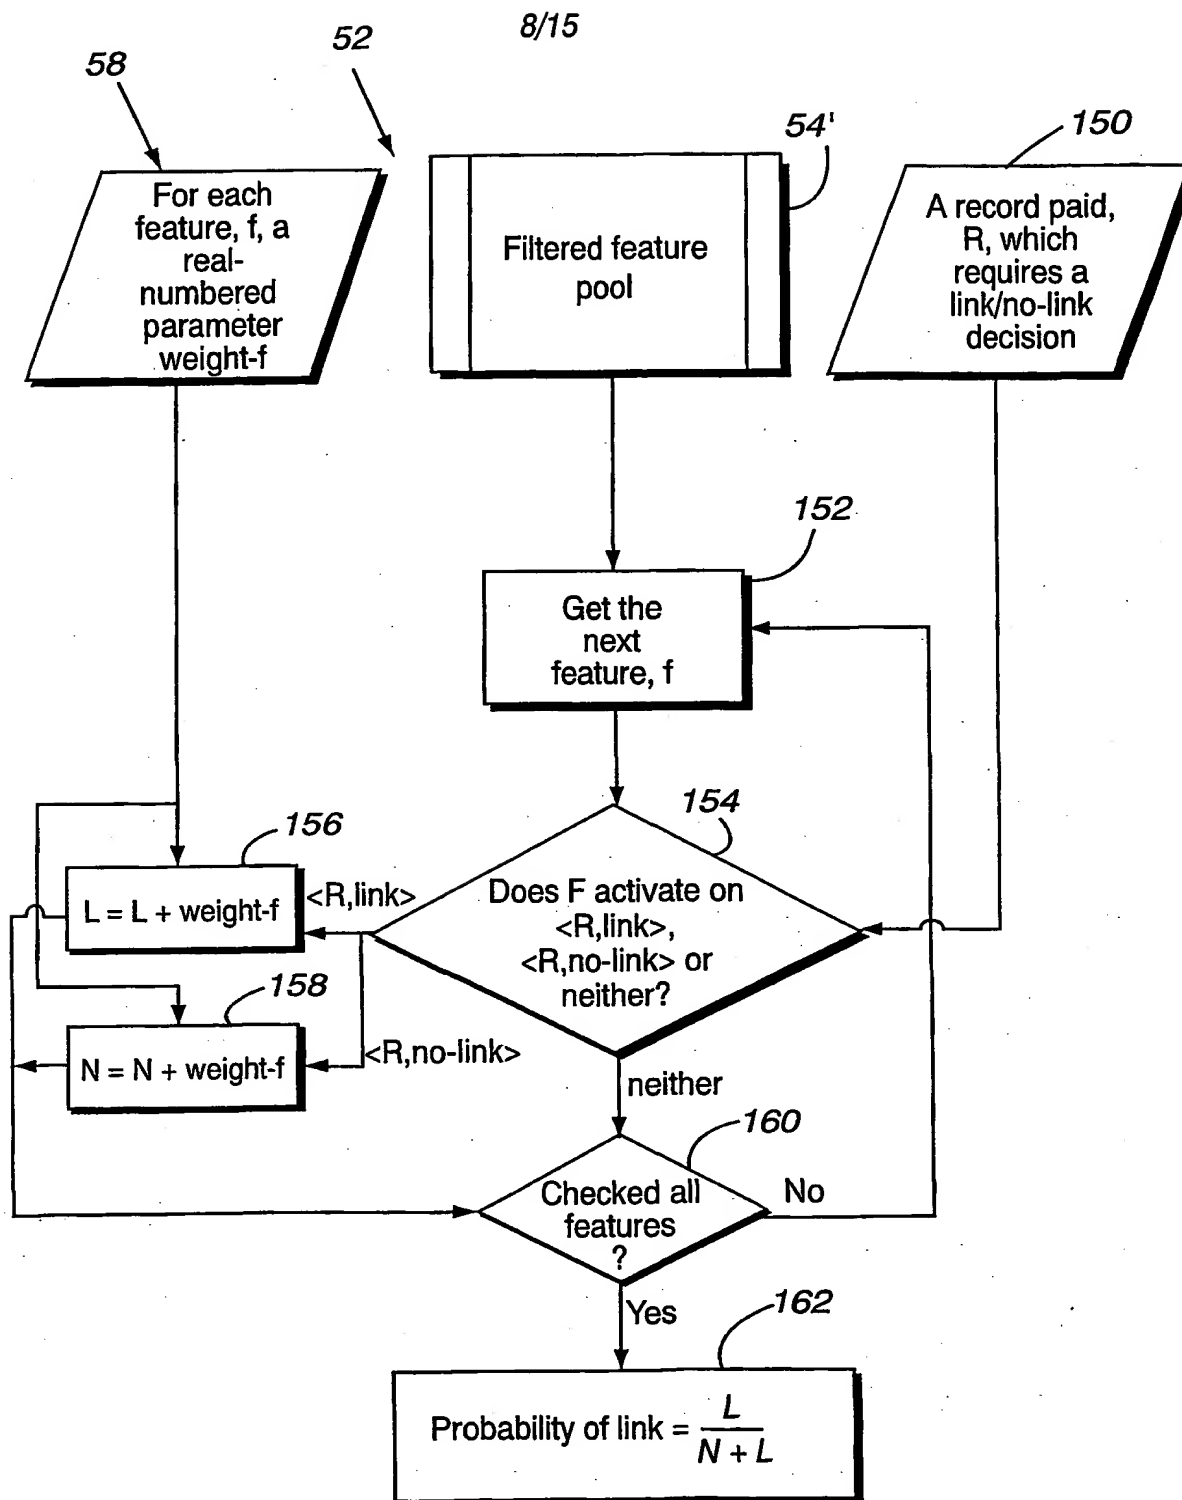 8/15
52
58
54'
150
For each
feature, f, a
real-
numbered
parameter
weight-f
Filtered feature
pool
A record paid,
R, which
requires a
link/no-link
decision
152
Get the
next
feature, f
154
156
Does F activate on
<R,link>,
<R,no-link> or
neither?
<R,link>
L = L + weight-f
158
<R,no-link>
N = N + weight-f
neither
160
Checked all
features
?
No
Yes
162
Probability of link = L / N + L